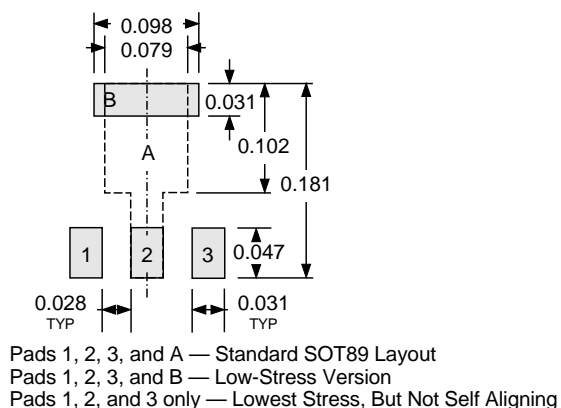 0.098
0.079
B
0.031
A
0.102
0.181
1
2
3
0.047
0.028
TYP
0.031
TYP
Pads 1, 2, 3, and A — Standard SOT89 Layout
Pads 1, 2, 3, and B — Low-Stress Version
Pads 1, 2, and 3 only — Lowest Stress, But Not Self Aligning